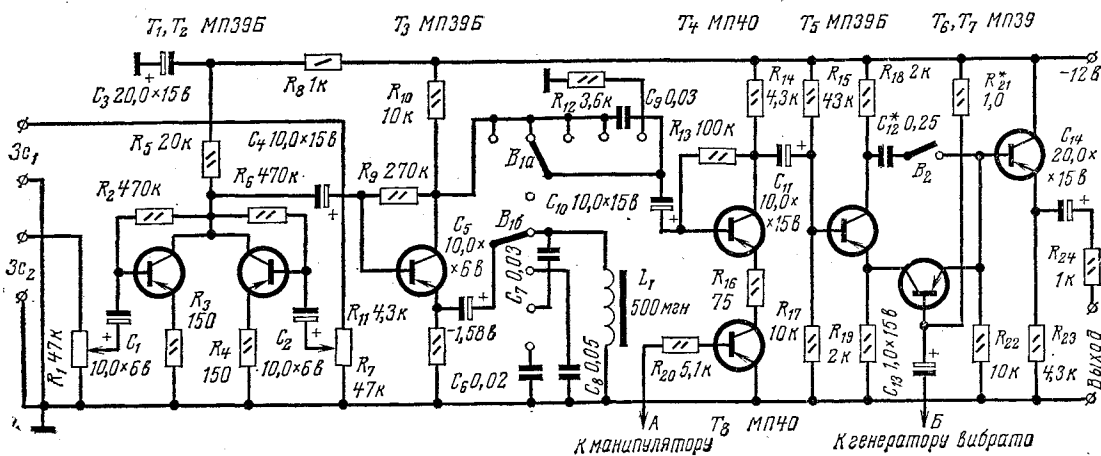 T₁, T₂ МП39Б
T₃ МП39Б
T₄ МП40
T₅ МП39Б
T₆, T₇ МП39
C₃ 20,0×15в
R₈ 1к
R₁₀
10к
R₁₂ 3,6к
C₉ 0,03
R₁₄
4,3к
R₁₅
43к
R₁₈ 2к
R*₂₁
1,0
−12в
Зс₁
R₅ 20к
C₄ 10,0×15в
B₁а
R₁₃ 100к
C*₁₂ 0,25
B₂
C₁₄
20,0×
×15в
R₂ 470к
R₆ 470к
R₉ 270к
C₁₀ 10,0×15в
C₁₁
10,0×
×15в
Зс₂
C₅
10,0×
×6в
B₁б
C₇ 0,03
L₁
500мгн
R₁₆
75
R₂₄
1к
R₁ 47к
C₁
10,0×6в
R₃
150
R₄
150
C₂
10,0×6в
R₁₁ 4,3к
R₇
47к
−1,58в
C₆ 0,02
C₈ 0,05
R₂₀ 5,1к
R₁₇
10к
R₁₉
2к
C₁₃ 1,0×15в
R₂₂
10к
R₂₃
4,3к
Выход
А
К манипулятору
T₈ МП40
Б
К генератору вибрато